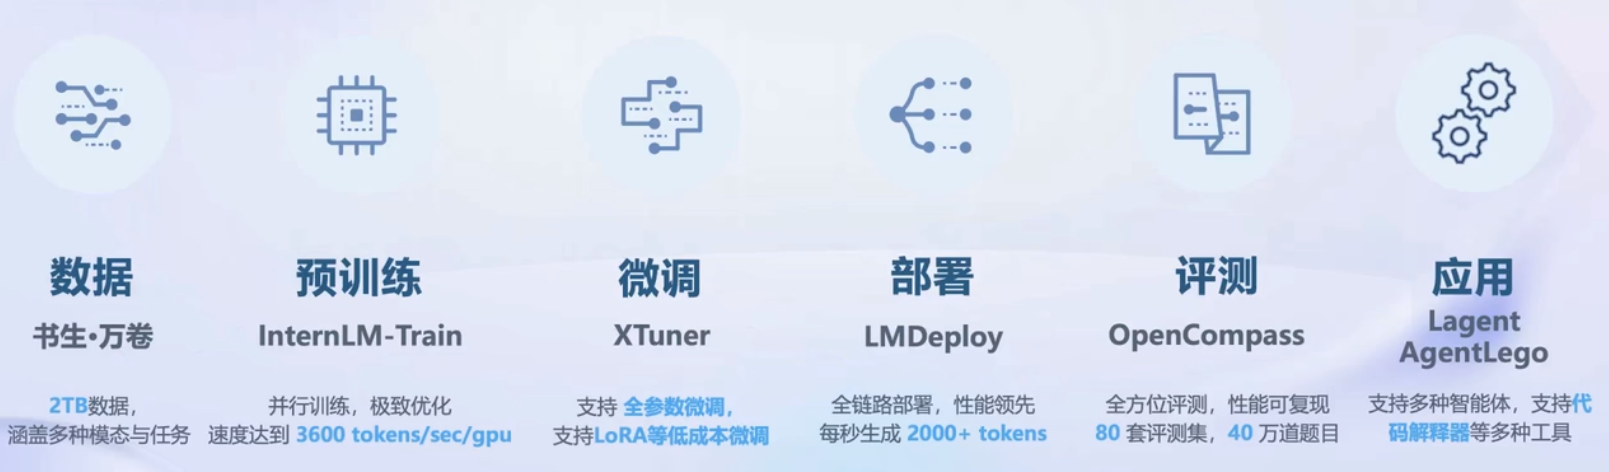 数据
书生·万卷
2TB数据，
涵盖多种模态与任务
预训练
InternLM-Train
并行训练，极致优化
速度达到 3600 tokens/sec/gpu
微调
XTuner
支持 全参数微调，
支持LoRA等低成本微调
部署
LMDeploy
全链路部署，性能领先
每秒生成 2000+ tokens
评测
OpenCompass
全方位评测，性能可复现
80 套评测集，40 万道题目
应用
Lagent
AgentLego
支持多种智能体，支持代
码解释器等多种工具